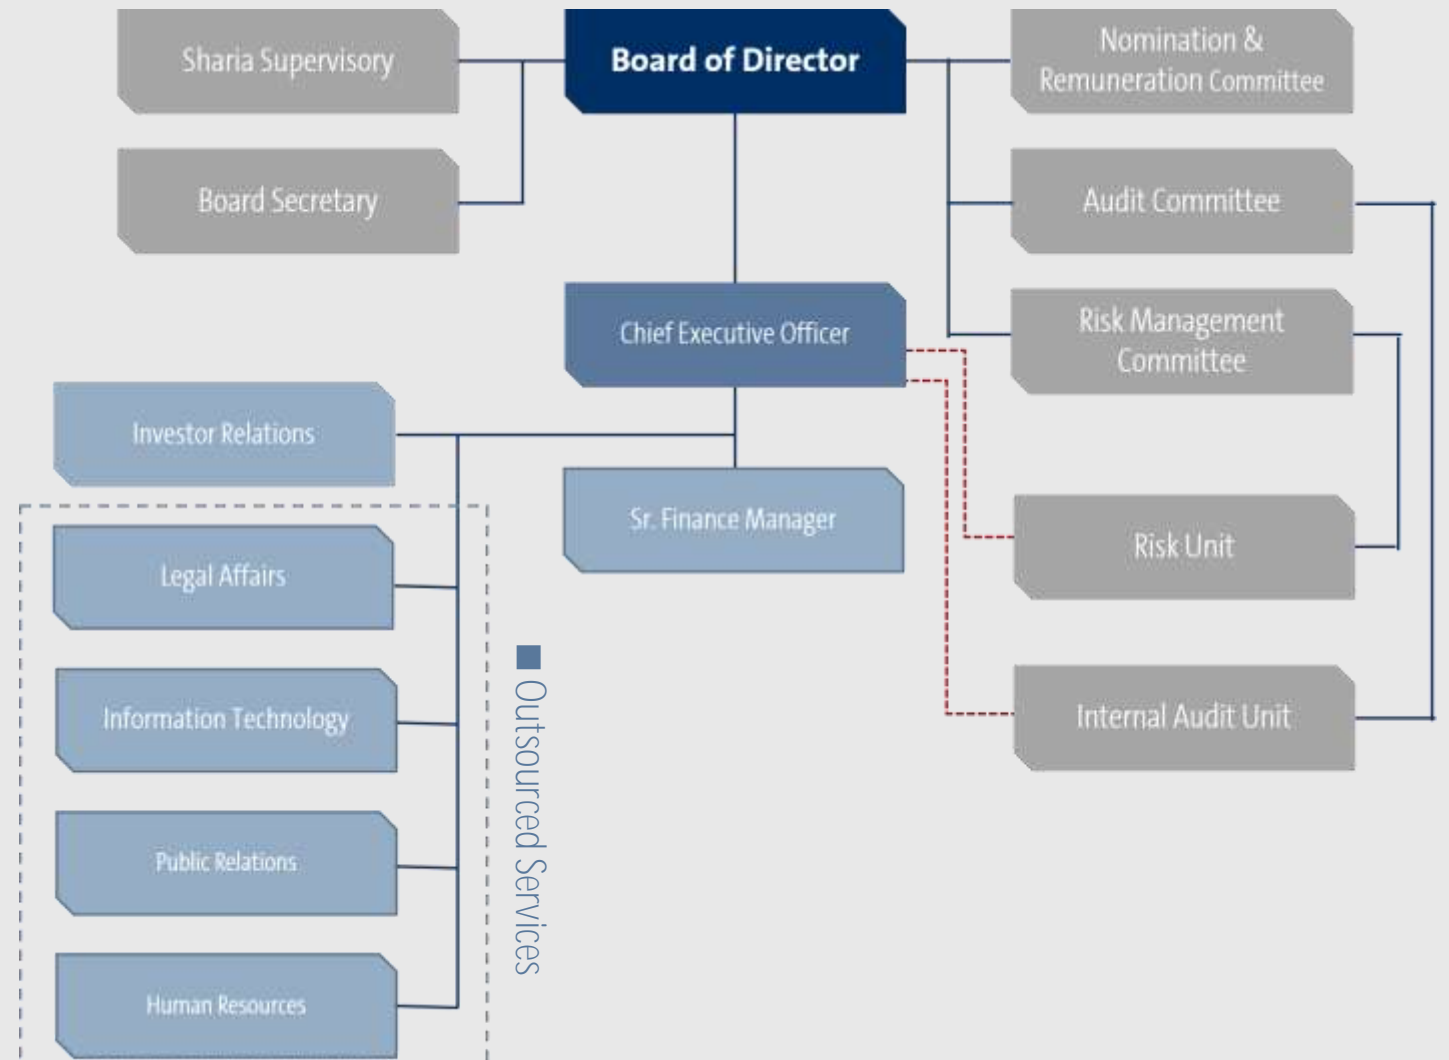 Sharia Supervisory
Board of Director
Nomination &
Remuneration Committee
Board Secretary
Audit Committee
Chief Executive Officer
Risk Management
Committee
Investor Relations
Sr. Finance Manager
Risk Unit
Legal Affairs
Information Technology
Internal Audit Unit
Public Relations
Human Resources
Outsourced Services